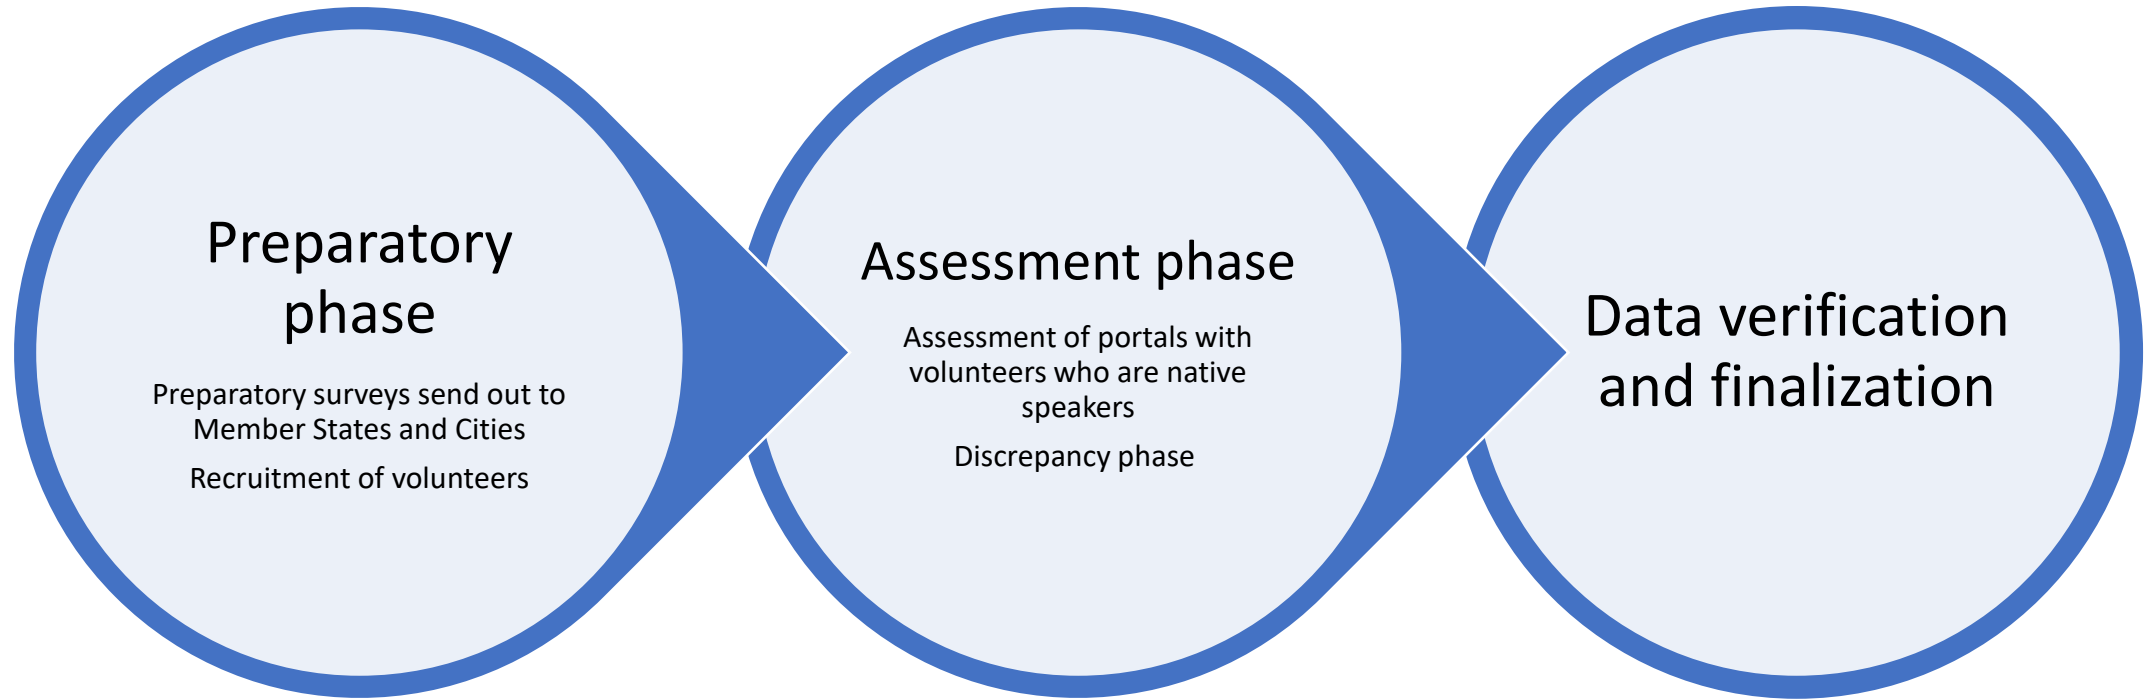 Preparatory
phase
Preparatory surveys send out to
Member States and Cities
Recruitment of volunteers
Assessment phase
Assessment of portals with
volunteers who are native
speakers
Discrepancy phase
Data verification
and finalization